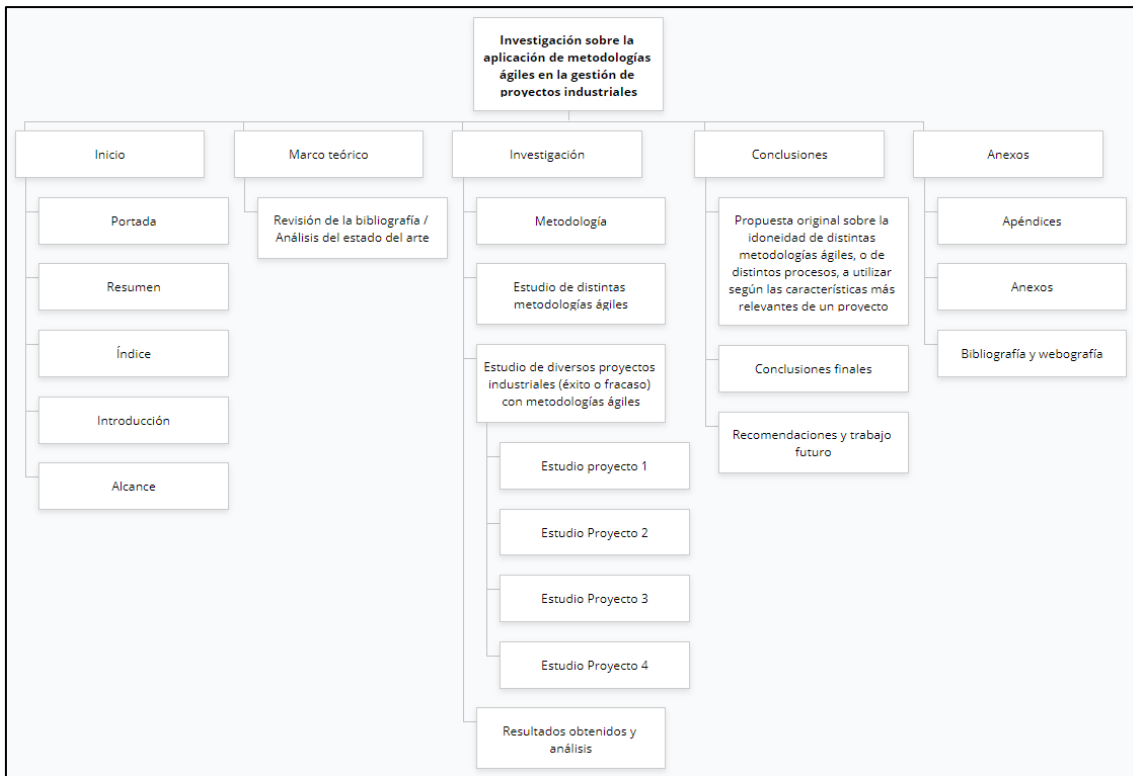 Investigación sobre la
aplicación de metodologías
ágiles en la gestión de
proyectos industriales
Inicio
Portada
Resumen
Índice
Introducción
Alcance
Marco teórico
Revisión de la bibliografía /
Análisis del estado del arte
Investigación
Metodología
Estudio de distintas
metodologías ágiles
Estudio de diversos proyectos
industriales (éxito o fracaso)
con metodologías ágiles
Estudio proyecto 1
Estudio Proyecto 2
Estudio Proyecto 3
Estudio Proyecto 4
Resultados obtenidos y
análisis
Conclusiones
Propuesta original sobre la
idoneidad de distintas
metodologías ágiles, o de
distintos procesos, a utilizar
según las características más
relevantes de un proyecto
Conclusiones finales
Recomendaciones y trabajo
futuro
Anexos
Apéndices
Anexos
Bibliografía y webografía